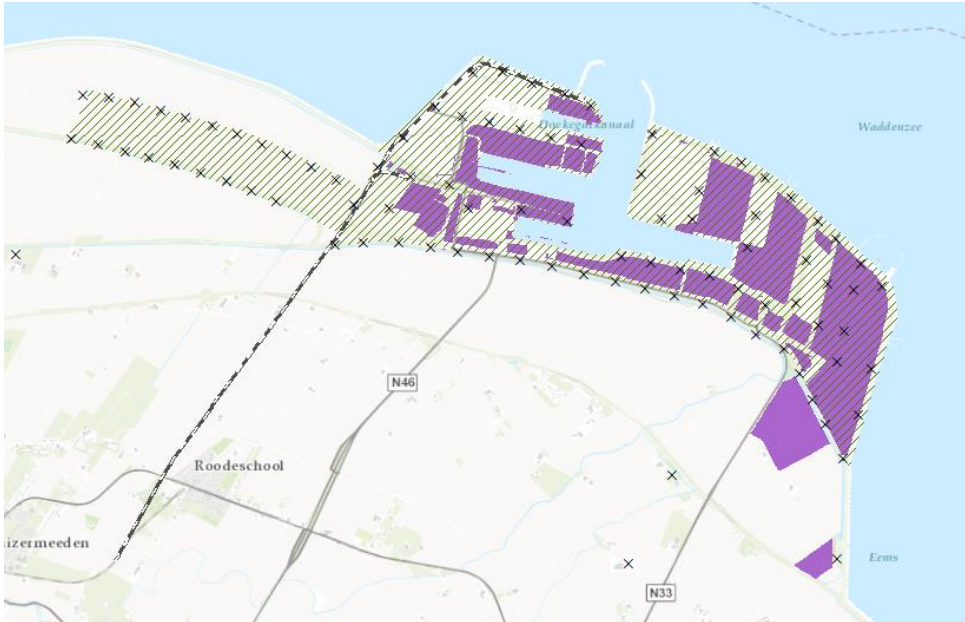 Doekegatkanaal
Waddenzee
N46
Roodeschool
izermeeden
Eems
N33